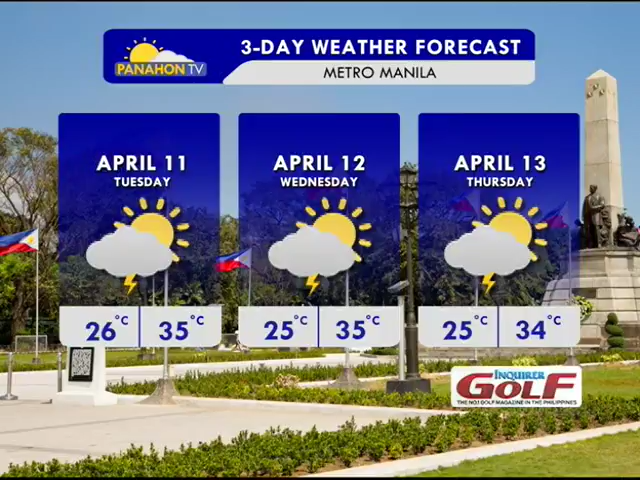 PANAHON TV
3-DAY WEATHER FORECAST
METRO MANILA
APRIL 11
TUESDAY
26°C 35°C
APRIL 12
WEDNESDAY
25°C 35°C
APRIL 13
THURSDAY
25°C 34°C
INQUIRER
GOLF
THE NO.1 GOLF MAGAZINE IN THE PHILIPPINES